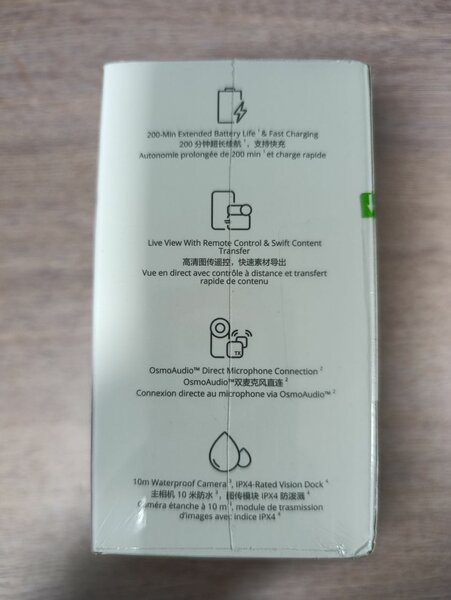 200-Min Extended Battery Life ¹ & Fast Charging
200 分钟超长续航 ¹，支持快充
Autonomie prolongée de 200 min ¹ et charge rapide
Live View With Remote Control & Swift Content
Transfer
高清图传遥控，快速素材导出
Vue en direct avec contrôle à distance et transfert
rapide de contenu
TX
OsmoAudio™ Direct Microphone Connection ²
OsmoAudio™双麦克风直连 ²
Connexion directe au microphone via OsmoAudio™ ²
10m Waterproof Camera ³, IPX4-Rated Vision Dock ⁴
主相机 10 米防水 ³，图传模块 IPX4 防泼溅 ⁴
Caméra étanche à 10 m ³, module de trasmission
d'images avec indice IPX4 ⁴